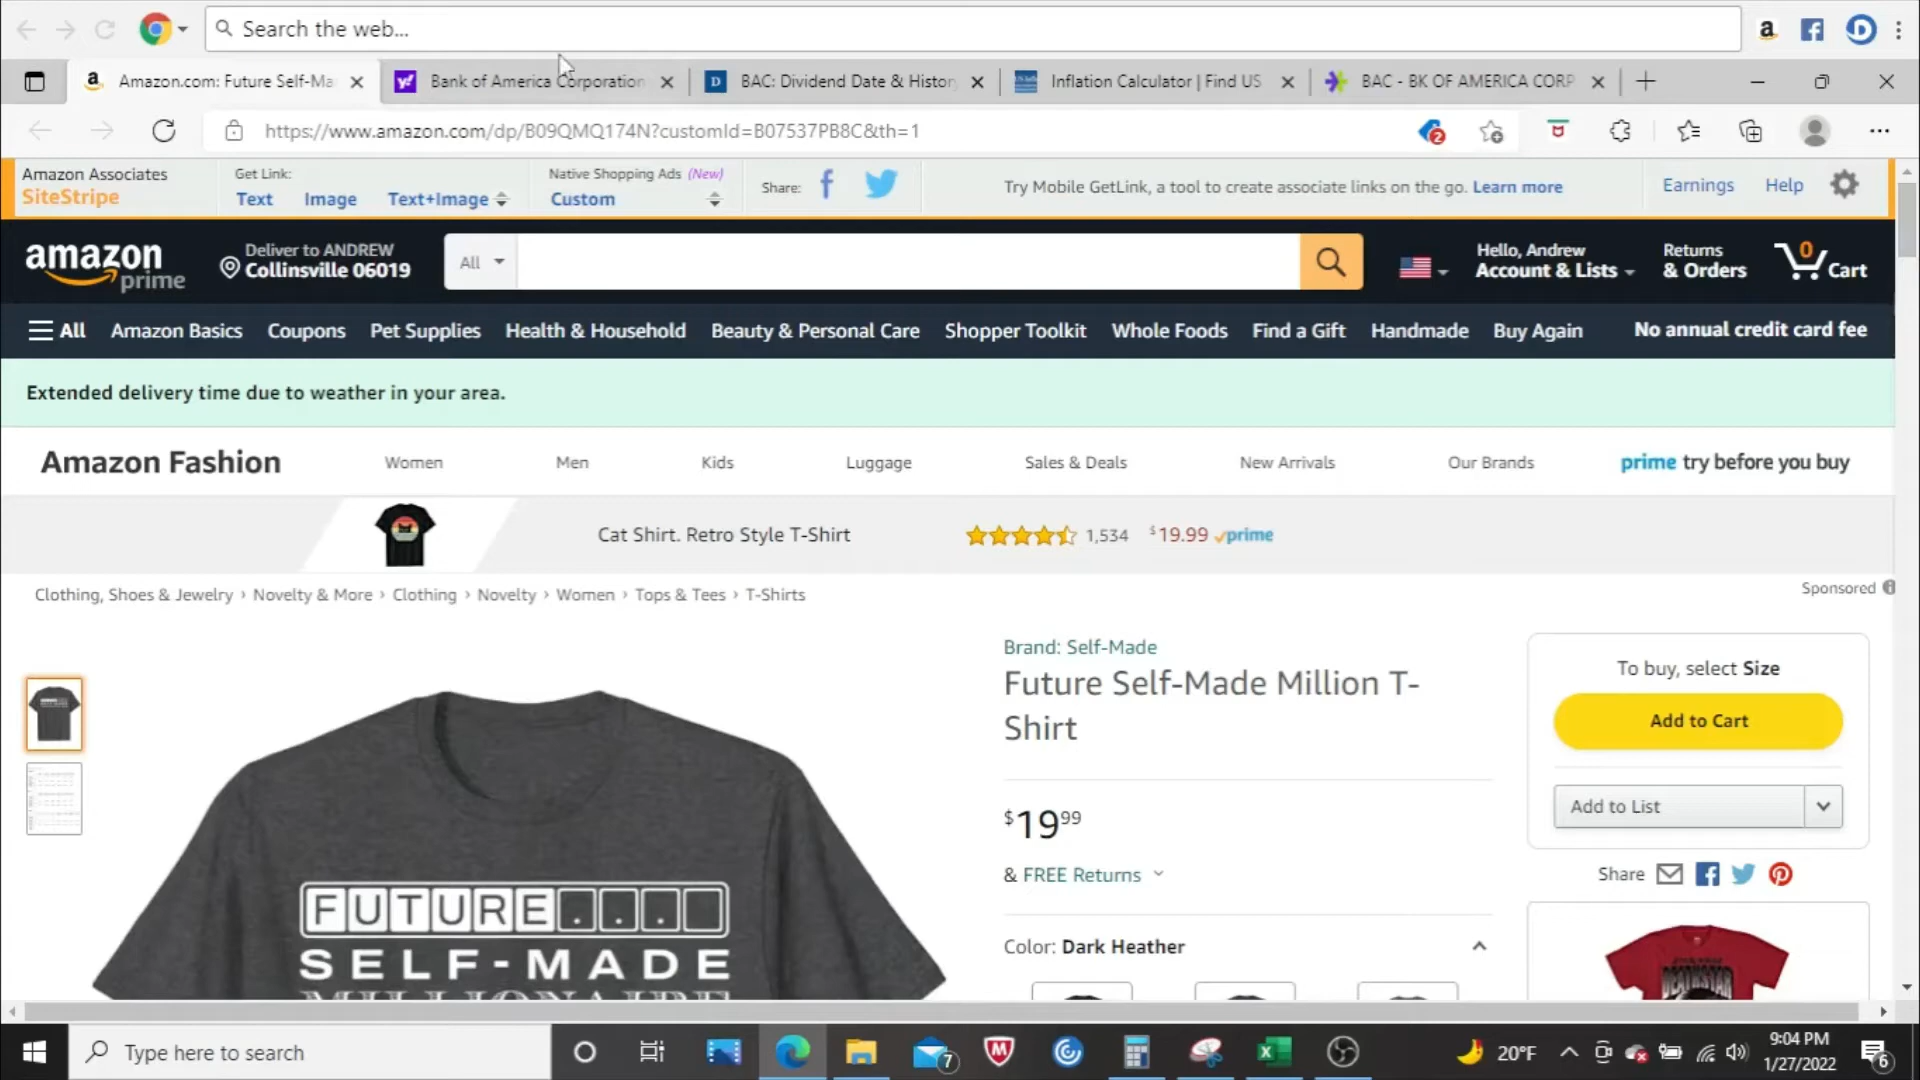 Search the web...
Amazon.com: Future Self-Ma
Bank of America Corporation
BAC: Dividend Date & Histor
Inflation Calculator | Find US
BAC - BK OF AMERICA CORP
https://www.amazon.com/dp/B09QMQ174N?customId=B07537PB8C&th=1
2
Amazon Associates
SiteStripe
Get Link:
Text Image Text+Image
Native Shopping Ads (New)
Custom
Share:
Try Mobile GetLink, a tool to create associate links on the go. Learn more
Earnings
Help
amazon
prime
Deliver to ANDREW
Collinsville 06019
All
Hello, Andrew
Account & Lists
Returns
& Orders
0
Cart
All Amazon Basics Coupons Pet Supplies Health & Household Beauty & Personal Care Shopper Toolkit Whole Foods Find a Gift Handmade Buy Again No annual credit card fee
Extended delivery time due to weather in your area.
Amazon Fashion Women Men Kids Luggage Sales & Deals New Arrivals Our Brands prime try before you buy
Cat Shirt. Retro Style T-Shirt 1,534 $19.99 prime
Sponsored
Clothing, Shoes & Jewelry › Novelty & More › Clothing › Novelty › Women › Tops & Tees › T-Shirts
Brand: Self-Made
Future Self-Made Million T-
Shirt
$19 99
& FREE Returns
Color: Dark Heather
FUTURE....
SELF-MADE
MILLIONAIRE
To buy, select Size
Add to Cart
Add to List
Share
DEATHSTAR
Type here to search
7
20°F
9:04 PM
1/27/2022
6